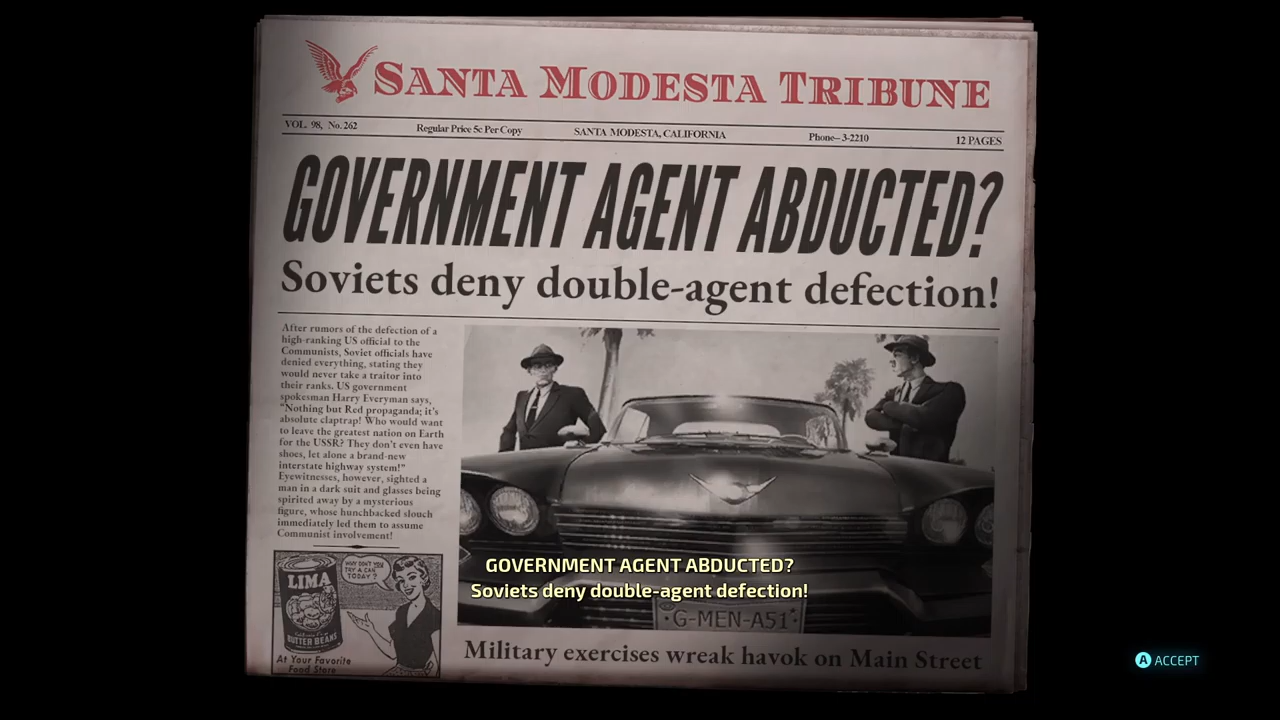 SANTA MODESTA TRIBUNE
VOL. 98, No. 262
Regular Price 5c Per Copy
SANTA MODESTA, CALIFORNIA
Phone– 3-2210
12 PAGES
GOVERNMENT AGENT ABDUCTED?
Soviets deny double-agent defection!
After rumors of the defection of a
high-ranking US official to the
Communists, Soviet officials have
denied everything, stating they
would never take a traitor into
their ranks. US government
spokesman Harry Everyman says,
"Nothing but Red propaganda; it's
absolute claptrap! Who would want
to leave the greatest nation on Earth
for the USSR? They don't even have
shoes, let alone a brand-new
interstate highway system!"
Eyewitnesses, however, sighted a
man in a dark suit and glasses being
spirited away by a mysterious
figure, whose hunchbacked slouch
immediately led them to assume
Communist involvement!
LIMA
BUTTER BEANS
WHY DON'T YOU
TRY A CAN
TODAY?
At Your Favorite
Food Store
GOVERNMENT AGENT ABDUCTED?
Soviets deny double-agent defection!
G-MEN-A51
Military exercises wreak havok on Main Street
A ACCEPT